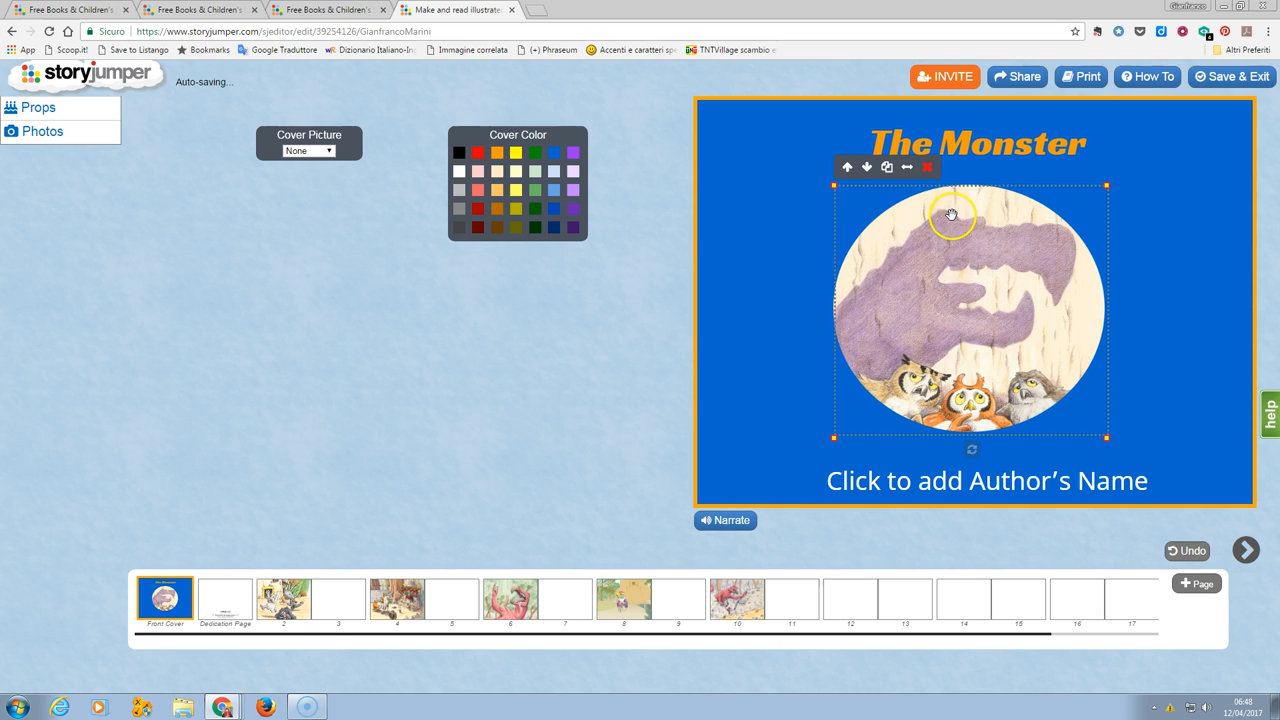 Free Books & Children's
Free Books & Children's
Free Books & Children's
Make and read illustrate
Gianfranco
Sicuro
https://www.storyjumper.com/sjeditor/edit/39254126/GianfrancoMarini
App
Scoop.it!
Save to Listango
Bookmarks
Google Traduttore
Dizionario Italiano-In
Immagine correlata
(+) Phraseum
Accenti e caratteri spe
TNTVillage scambio e
Altri Preferiti
storyjumper
Auto-saving...
INVITE
Share
Print
How To
Save & Exit
Props
Photos
Cover Picture
None
Cover Color
The Monster
Click to add Author's Name
help
Narrate
Undo
Page
Front Cover
Dedication Page
2
3
4
5
6
7
8
9
10
11
12
13
14
15
16
17
06:48
12/04/2017